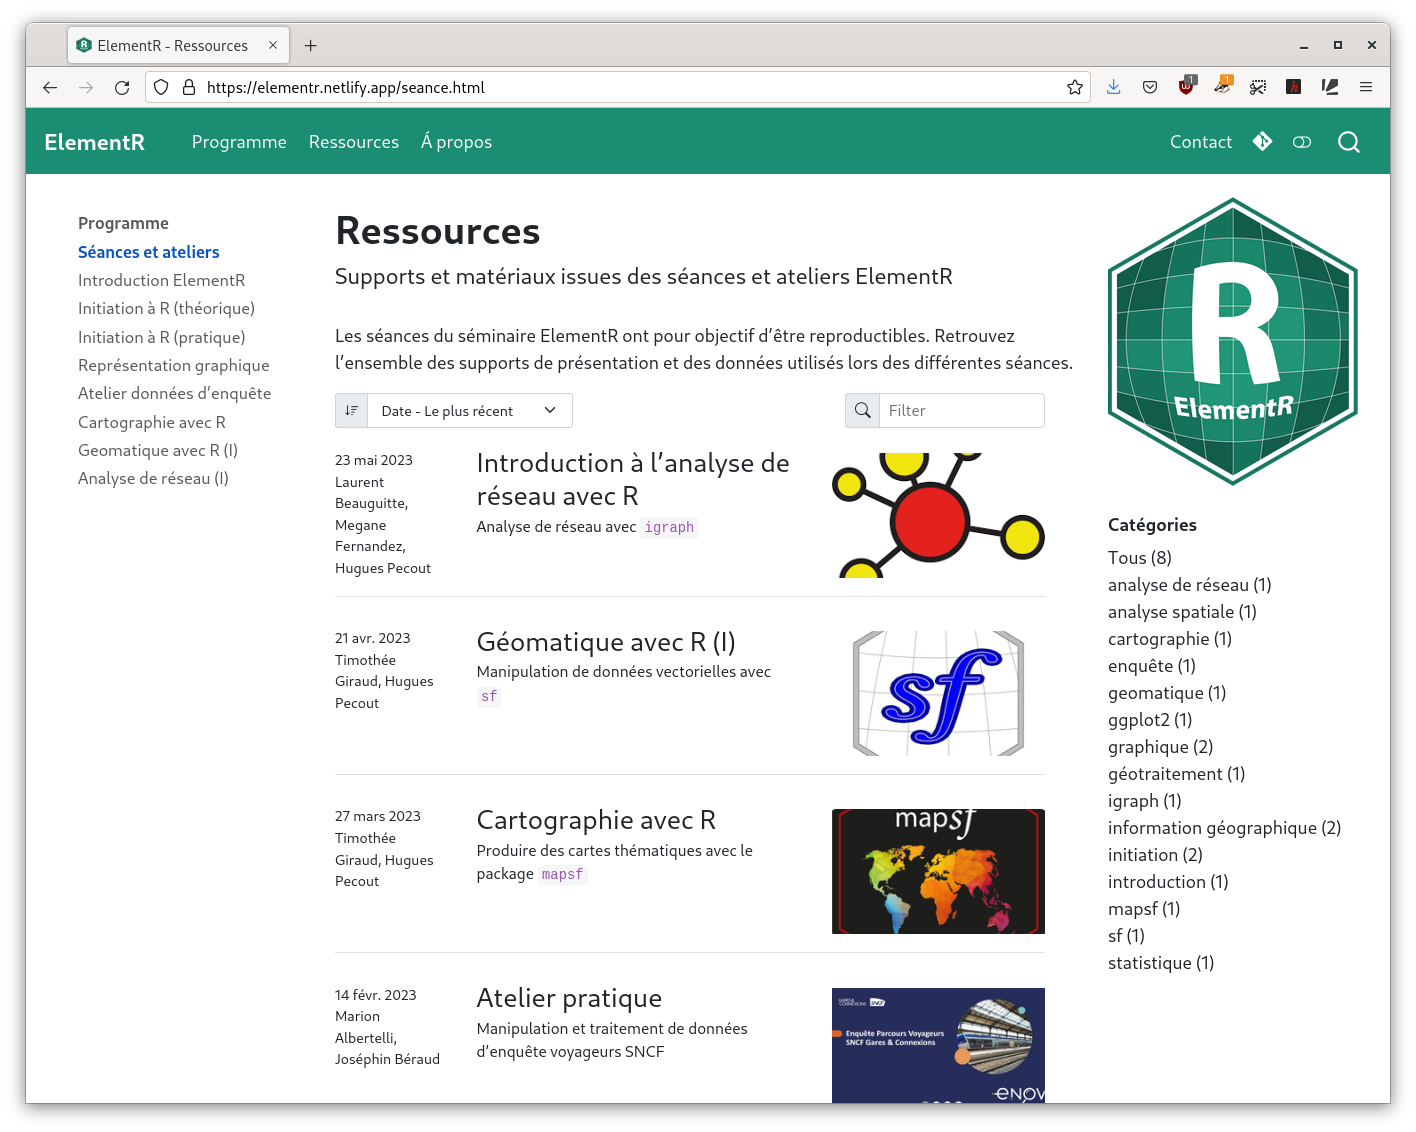 ElementR - Ressources
1
1
https://elementr.netlify.app/seance.html
ElementR
Programme
Ressources
Á propos
Contact
Programme
Séances et ateliers
Introduction ElementR
Initiation à R (théorique)
Initiation à R (pratique)
Représentation graphique
Atelier données d’enquête
Cartographie avec R
Geomatique avec R (I)
Analyse de réseau (I)
Ressources
Supports et matériaux issues des séances et ateliers ElementR
Les séances du séminaire ElementR ont pour objectif d’être reproductibles. Retrouvez
l’ensemble des supports de présentation et des données utilisés lors des différentes séances.
Date - Le plus récent
Filter
23 mai 2023
Laurent
Beauguitte,
Megane
Fernandez,
Hugues Pecout
Introduction à l’analyse de
réseau avec R
Analyse de réseau avec igraph
21 avr. 2023
Timothée
Giraud, Hugues
Pecout
Géomatique avec R (I)
Manipulation de données vectorielles avec
sf
sf
27 mars 2023
Timothée
Giraud, Hugues
Pecout
Cartographie avec R
Produire des cartes thématiques avec le
package mapsf
mapsf
14 févr. 2023
Marion
Albertelli,
Joséphin Béraud
Atelier pratique
Manipulation et traitement de données
d’enquête voyageurs SNCF
GARES &
CONNEXIONS
SNCF
Enquête Parcours Voyageurs
SNCF Gares & Connexions
R
ElementR
Catégories
Tous (8)
analyse de réseau (1)
analyse spatiale (1)
cartographie (1)
enquête (1)
geomatique (1)
ggplot2 (1)
graphique (2)
géotraitement (1)
igraph (1)
information géographique (2)
initiation (2)
introduction (1)
mapsf (1)
sf (1)
statistique (1)